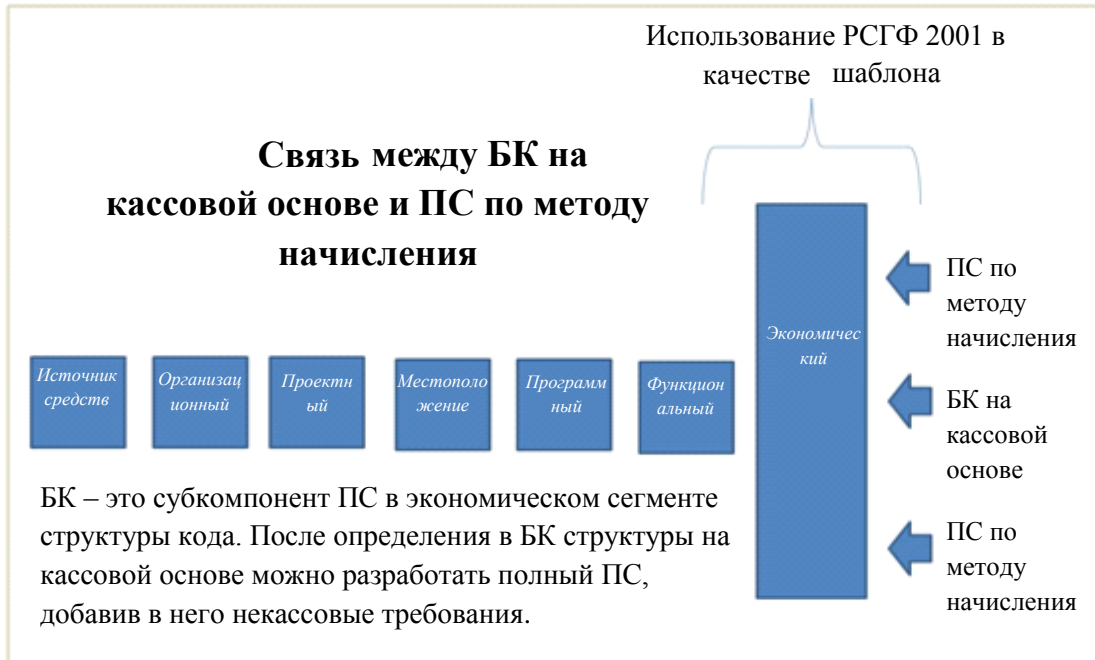 Использование РСГФ 2001 в
качестве шаблона
Связь между БК на
кассовой основе и ПС по методу
начисления
Источник
средств
Организац
ионный
Проектн
ый
Местополо
жение
Программ
ный
Функцион
альный
Экономичес
кий
ПС по
методу
начисления
БК на
кассовой
основе
ПС по
методу
начисления
БК – это субкомпонент ПС в экономическом сегменте
структуры кода. После определения в БК структуры на
кассовой основе можно разработать полный ПС,
добавив в него некассовые требования.